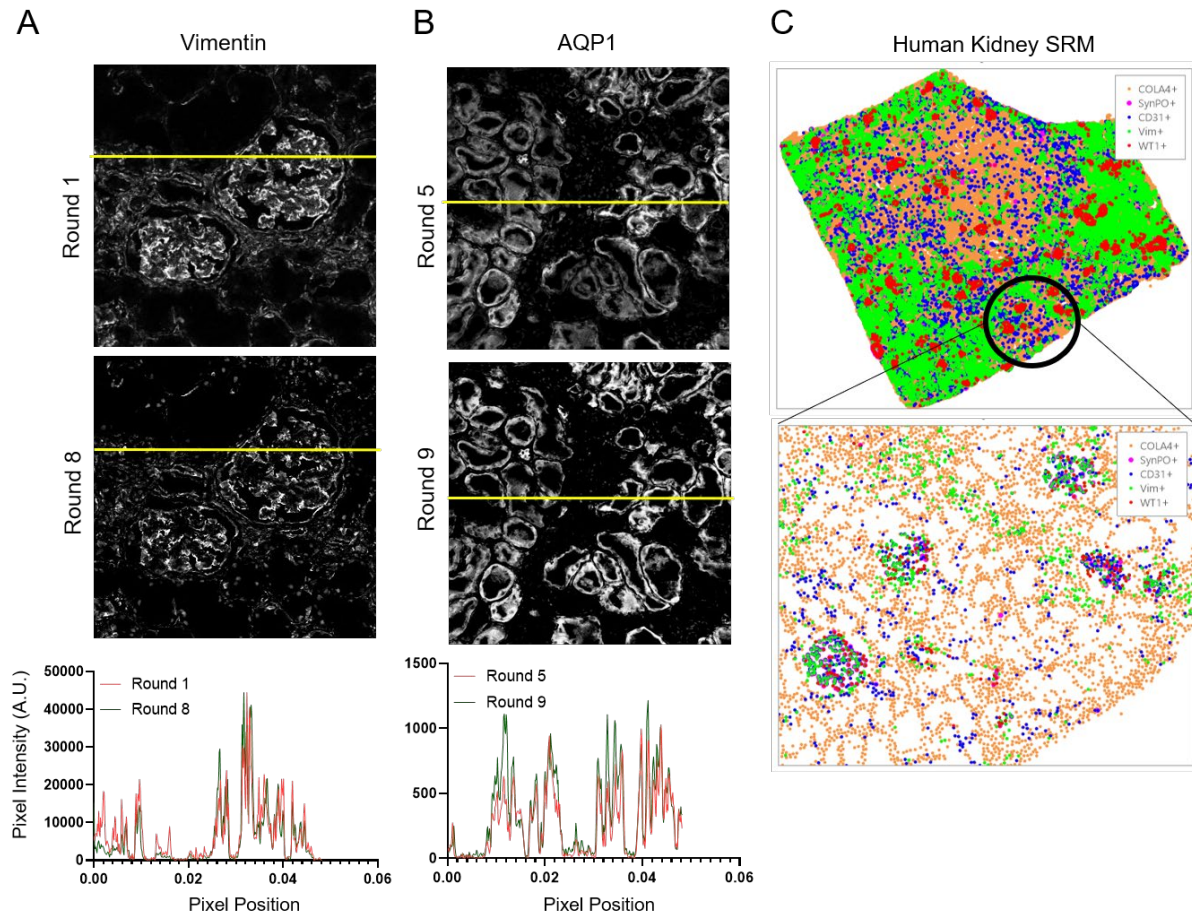 A
Vimentin
Round 1
Round 8
50000
40000
30000
20000
10000
0
Pixel Intensity (A.U.)
Round 1
Round 8
0.00
0.02
0.04
0.06
Pixel Position
B
AQP1
Round 5
Round 9
1500
1000
500
0
Round 5
Round 9
0.00
0.02
0.04
0.06
Pixel Position
C
Human Kidney SRM
COLA4+
SynPO+
CD31+
Vim+
WT1+
COLA4+
SynPO+
CD31+
Vim+
WT1+